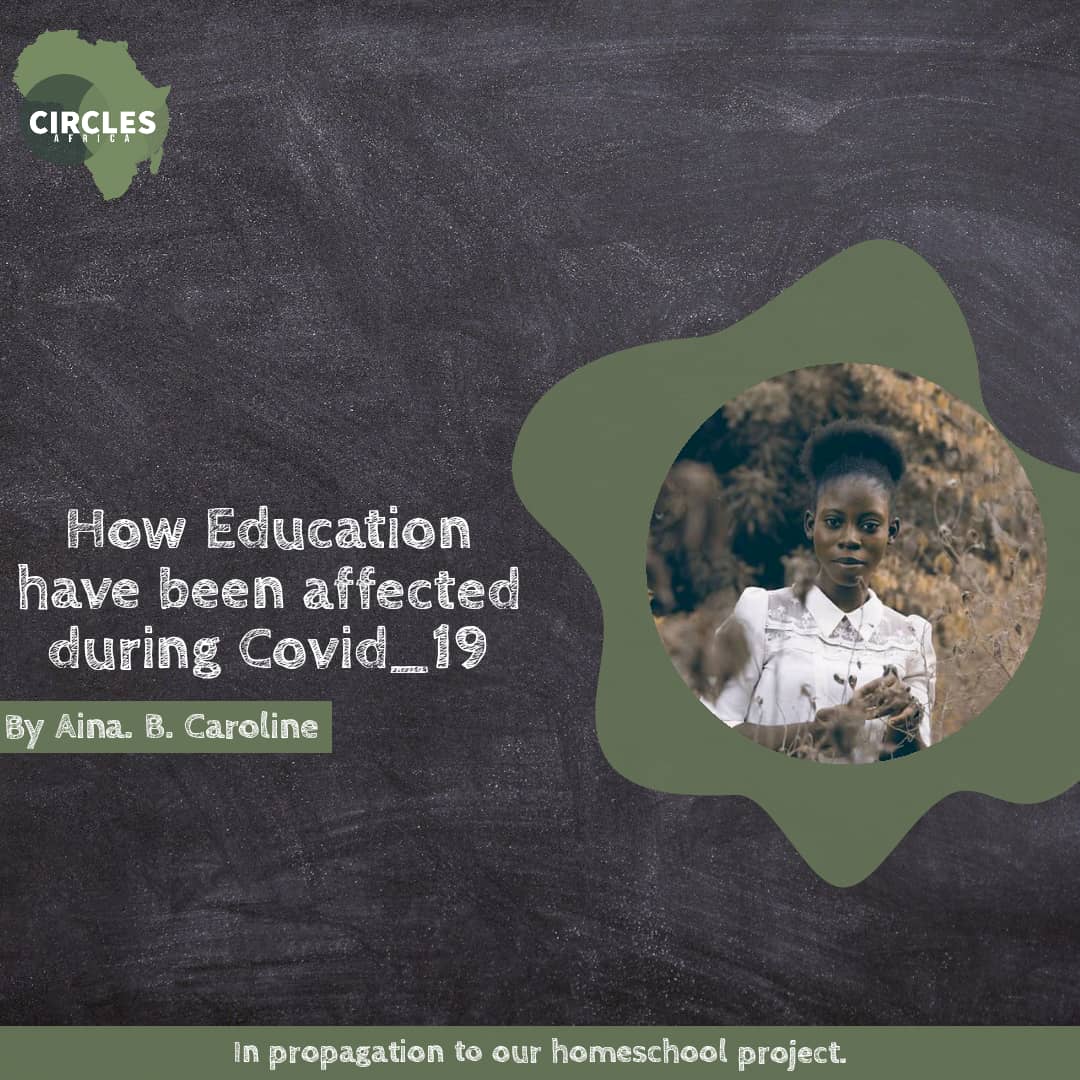 CIRCLES
AFRICA
How Education
have been affected
during Covid_19
By Aina. B. Caroline
In propagation to our homeschool project.